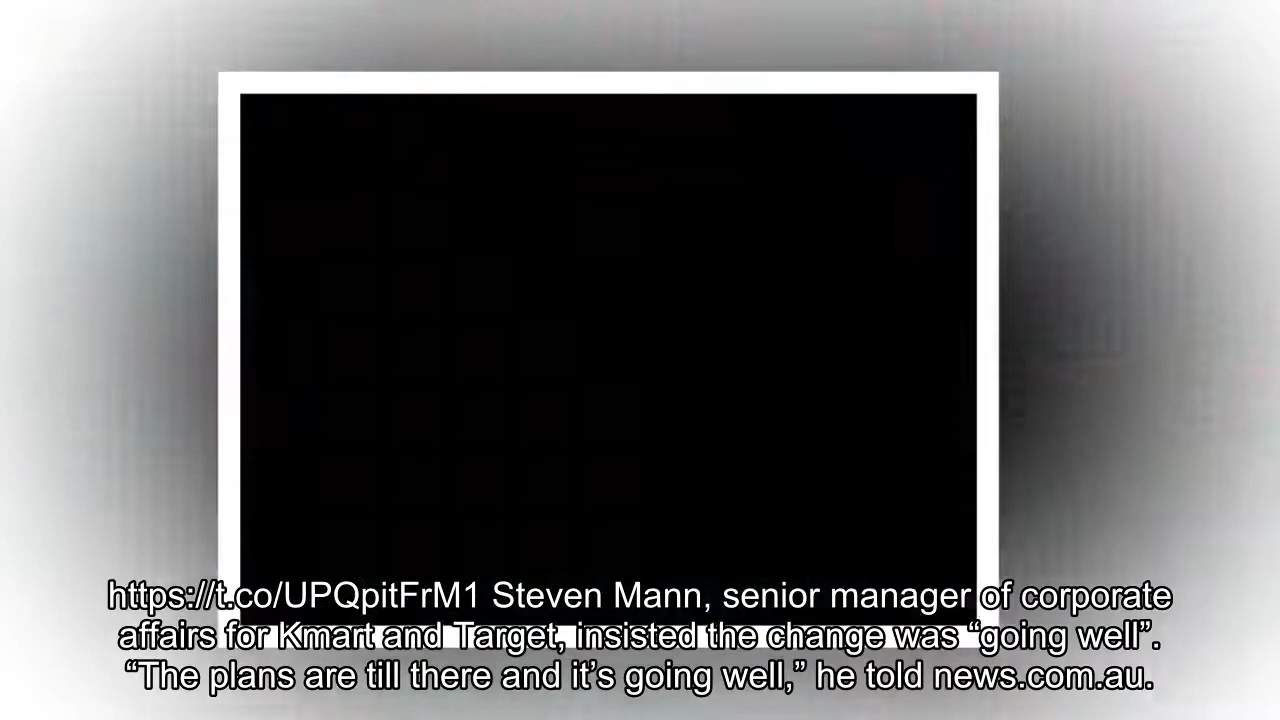 https://t.co/UPQpitFrM1 Steven Mann, senior manager of corporate
affairs for Kmart and Target, insisted the change was “going well”.
“The plans are till there and it’s going well,” he told news.com.au.